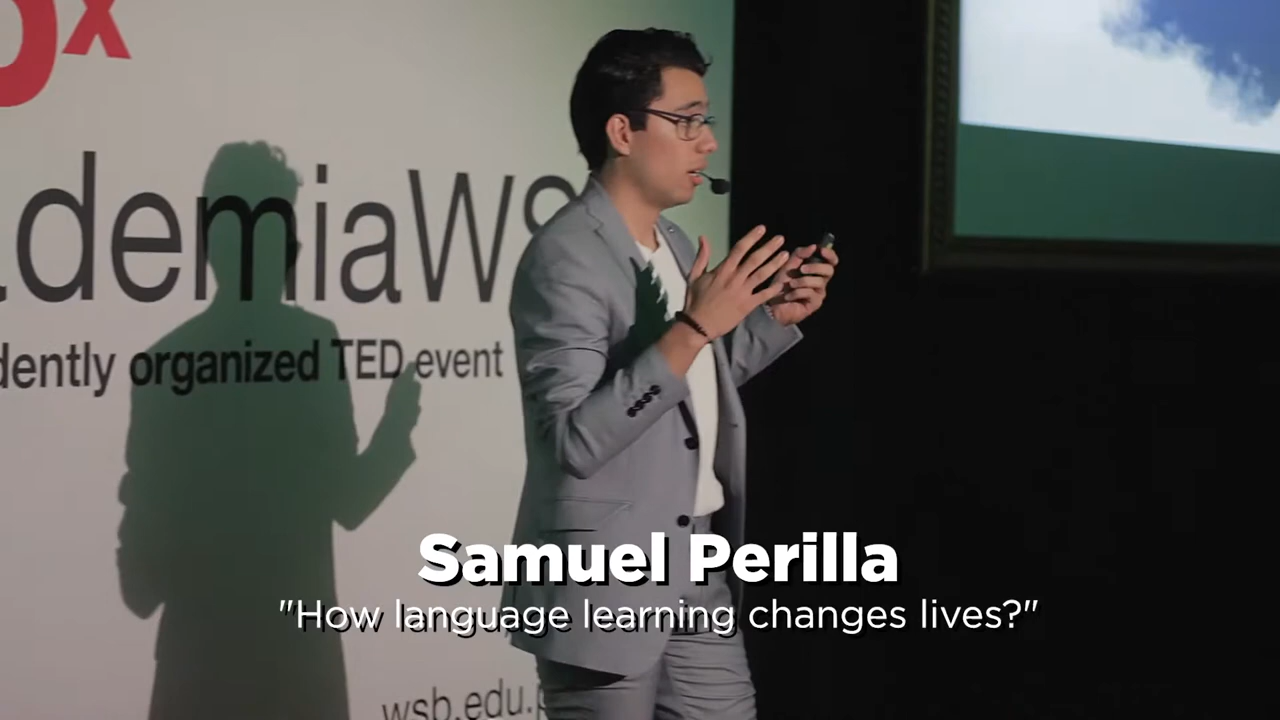 x
demiaWS
dently organized TED event
Samuel Perilla
"How language learning changes lives?"
wsb.edu.p